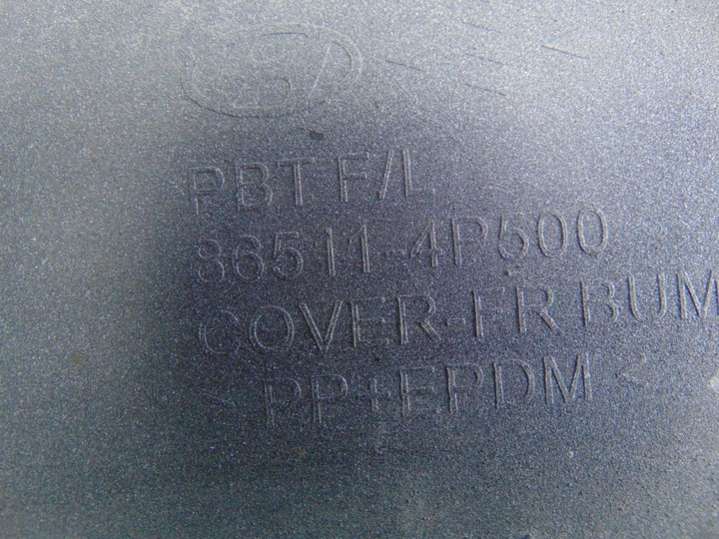 PBT F/L
86511-4P500
COVER-FR BUM
> PP+EPDM <